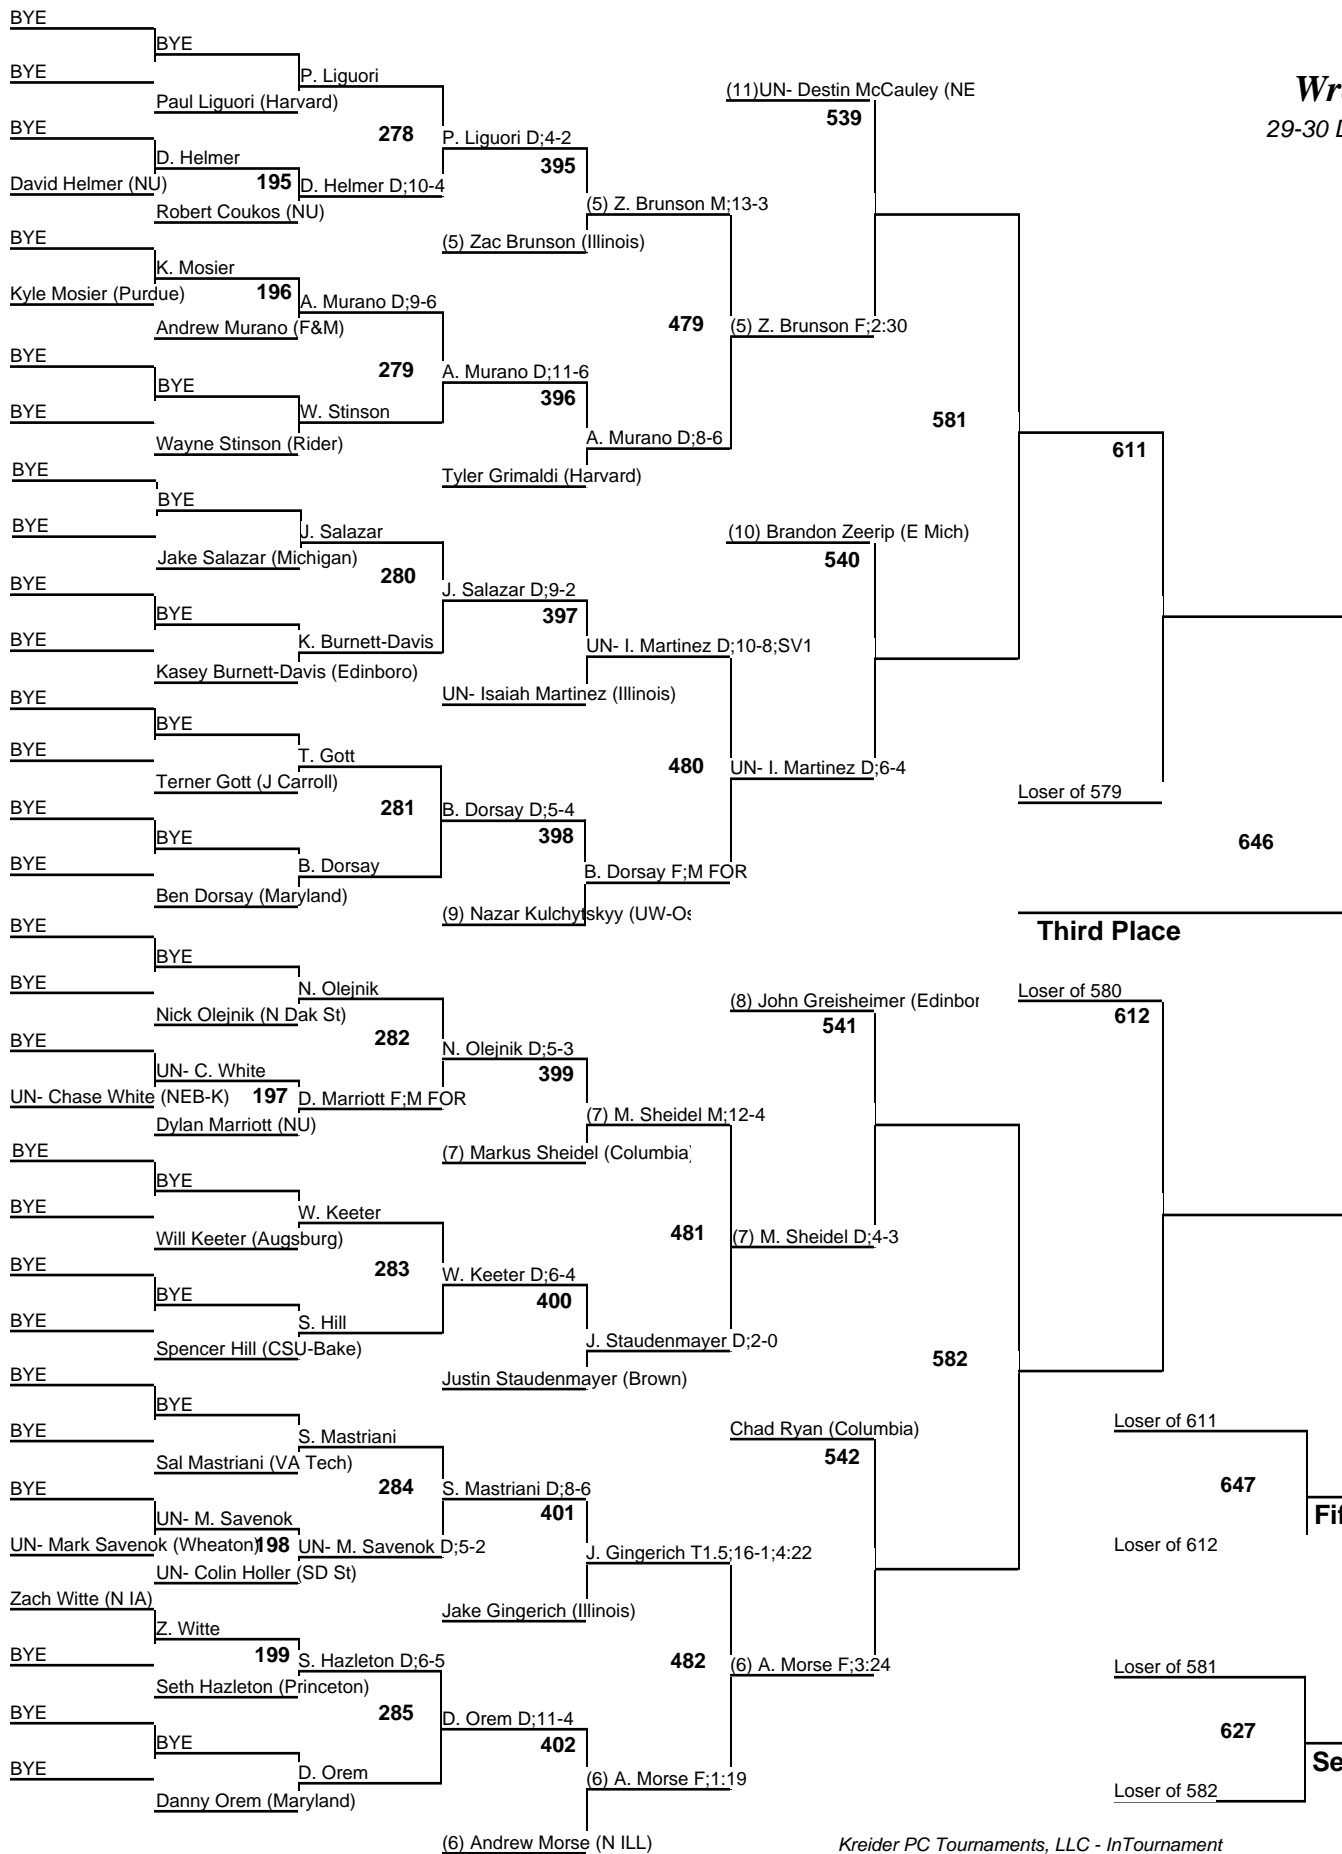 BYE
BYE
BYE
P. Liguori
Paul Liguori (Harvard)
278
BYE
D. Helmer
David Helmer (NU)
195
D. Helmer D;10-4
Robert Coukos (NU)
P. Liguori D;4-2
395
(5) Z. Brunson M;13-3
(5) Zac Brunson (Illinois)
BYE
K. Mosier
Kyle Mosier (Purdue)
196
A. Murano D;9-6
Andrew Murano (F&M)
279
BYE
BYE
BYE
W. Stinson
Wayne Stinson (Rider)
A. Murano D;11-6
396
A. Murano D;8-6
Tyler Grimaldi (Harvard)
479
(5) Z. Brunson F;2:30
(11)UN- Destin McCauley (NE
539
29-30
BYE
BYE
BYE
J. Salazar
Jake Salazar (Michigan)
280
BYE
BYE
BYE
K. Burnett-Davis
Kasey Burnett-Davis (Edinboro)
J. Salazar D;9-2
397
UN- I. Martinez D;10-8;SV1
UN- Isaiah Martinez (Illinois)
BYE
BYE
BYE
T. Gott
Terner Gott (J Carroll)
281
BYE
BYE
BYE
B. Dorsay
Ben Dorsay (Maryland)
B. Dorsay D;5-4
398
B. Dorsay F;M FOR
(9) Nazar Kulchytskyy (UW-Os
480
UN- I. Martinez D;6-4
(10) Brandon Zeerip (E Mich)
540
581
611
Loser of 579
646
Third Place
BYE
BYE
BYE
N. Olejnik
Nick Olejnik (N Dak St)
282
BYE
UN- C. White
UN- Chase White (NEB-K)
197
D. Marriott F;M FOR
Dylan Marriott (NU)
N. Olejnik D;5-3
399
(7) M. Sheidel M;12-4
(7) Markus Sheidel (Columbia)
BYE
BYE
BYE
W. Keeter
Will Keeter (Augsburg)
283
BYE
BYE
BYE
S. Hill
Spencer Hill (CSU-Bake)
W. Keeter D;6-4
400
J. Staudenmayer D;2-0
Justin Staudenmayer (Brown)
481
(7) M. Sheidel D;4-3
(8) John Greisheimer (Edinbor
541
Loser of 580
612
BYE
BYE
BYE
S. Mastriani
Sal Mastriani (VA Tech)
284
BYE
UN- M. Savenok
UN- Mark Savenok (Wheaton)
198
UN- M. Savenok D;5-2
UN- Colin Holler (SD St)
S. Mastriani D;8-6
401
J. Gingerich T1.5;16-1;4:22
Jake Gingerich (Illinois)
Zach Witte (N IA)
Z. Witte
BYE
199
S. Hazleton D;6-5
Seth Hazleton (Princeton)
285
BYE
BYE
BYE
D. Orem
Danny Orem (Maryland)
D. Orem D;11-4
402
(6) A. Morse F;1:19
(6) Andrew Morse (N ILL)
482
(6) A. Morse F;3:24
Chad Ryan (Columbia)
542
582
Loser of 611
647
Loser of 612
Loser of 581
627
Loser of 582
Kreider PC Tournaments, LLC - InTournament